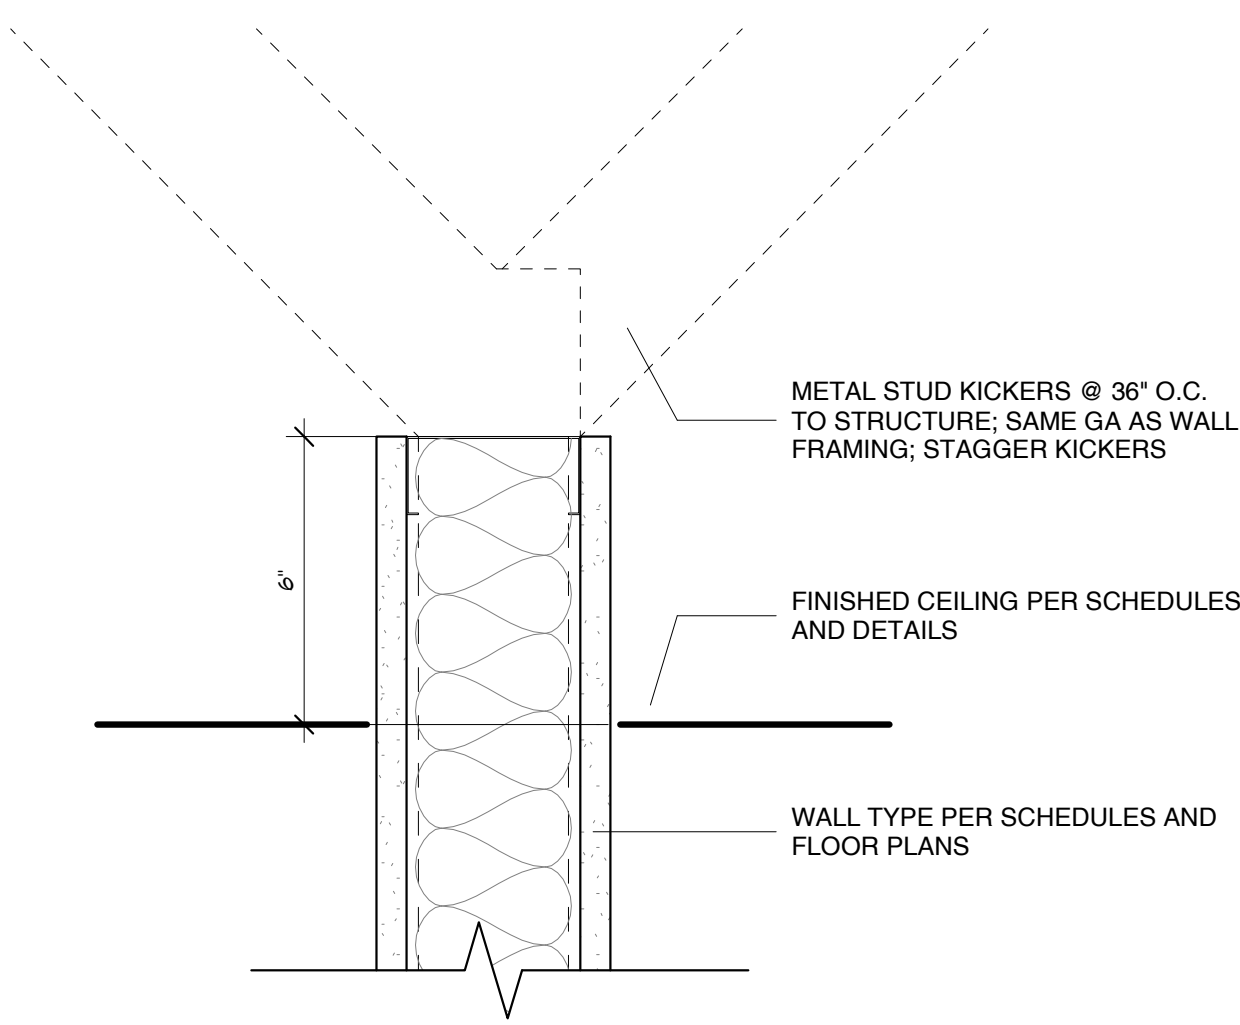 METAL STUD KICKERS @ 36" O.C.
TO STRUCTURE; SAME GA AS WALL
FRAMING; STAGGER KICKERS
6"
FINISHED CEILING PER SCHEDULES
AND DETAILS
WALL TYPE PER SCHEDULES AND
FLOOR PLANS